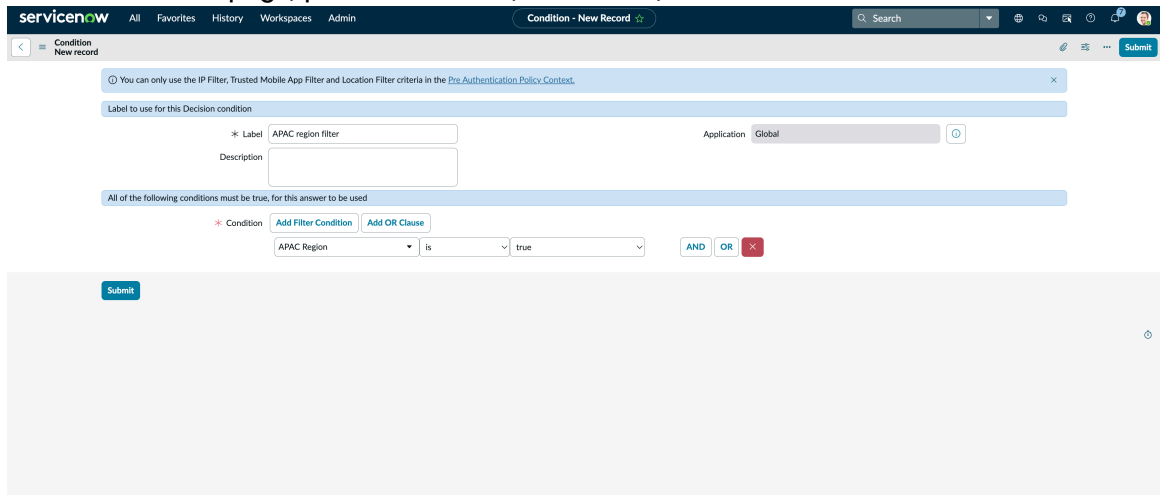 servicenow All Favorites History Workspaces Admin Condition - New Record Search 7
Condition
New record
Submit
You can only use the IP Filter, Trusted Mobile App Filter and Location Filter criteria in the Pre Authentication Policy Context.
Label to use for this Decision condition
* Label APAC region filter Application Global
Description
All of the following conditions must be true, for this answer to be used
* Condition Add Filter Condition Add OR Clause
APAC Region is true AND OR
Submit